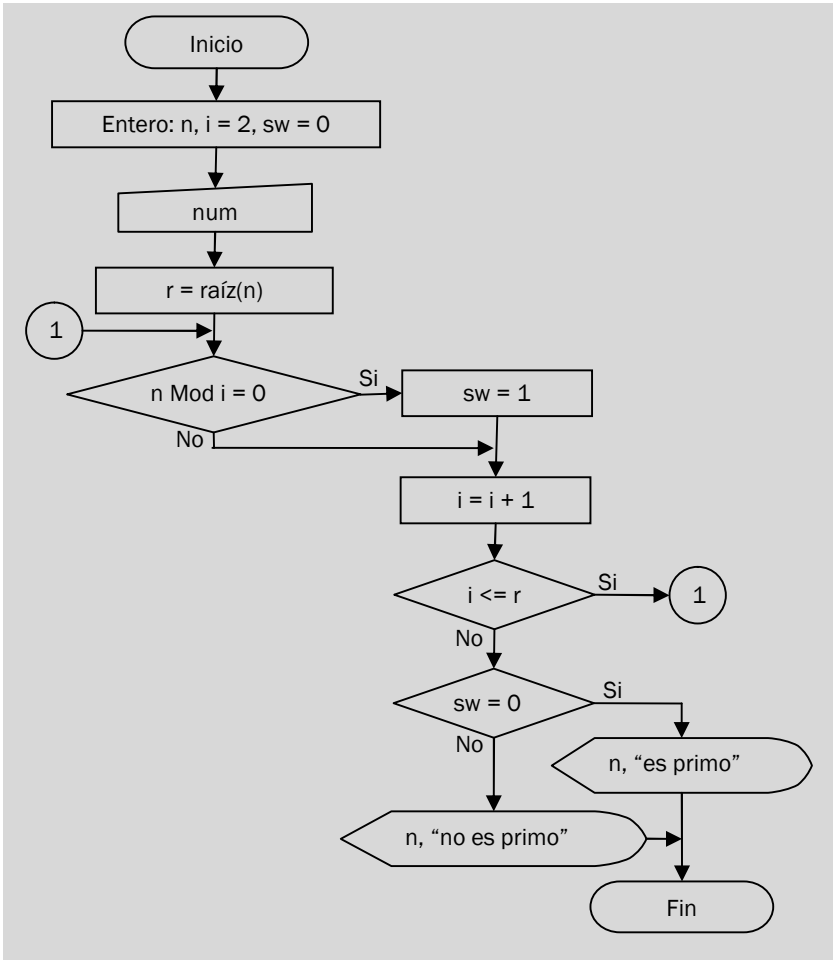 Inicio
Entero: n, i = 2, sw = 0
num
r = raíz(n)
1
n Mod i = 0
Si
sw = 1
No
i = i + 1
i <= r
Si
1
No
sw = 0
Si
No
n, “es primo”
n, “no es primo”
Fin